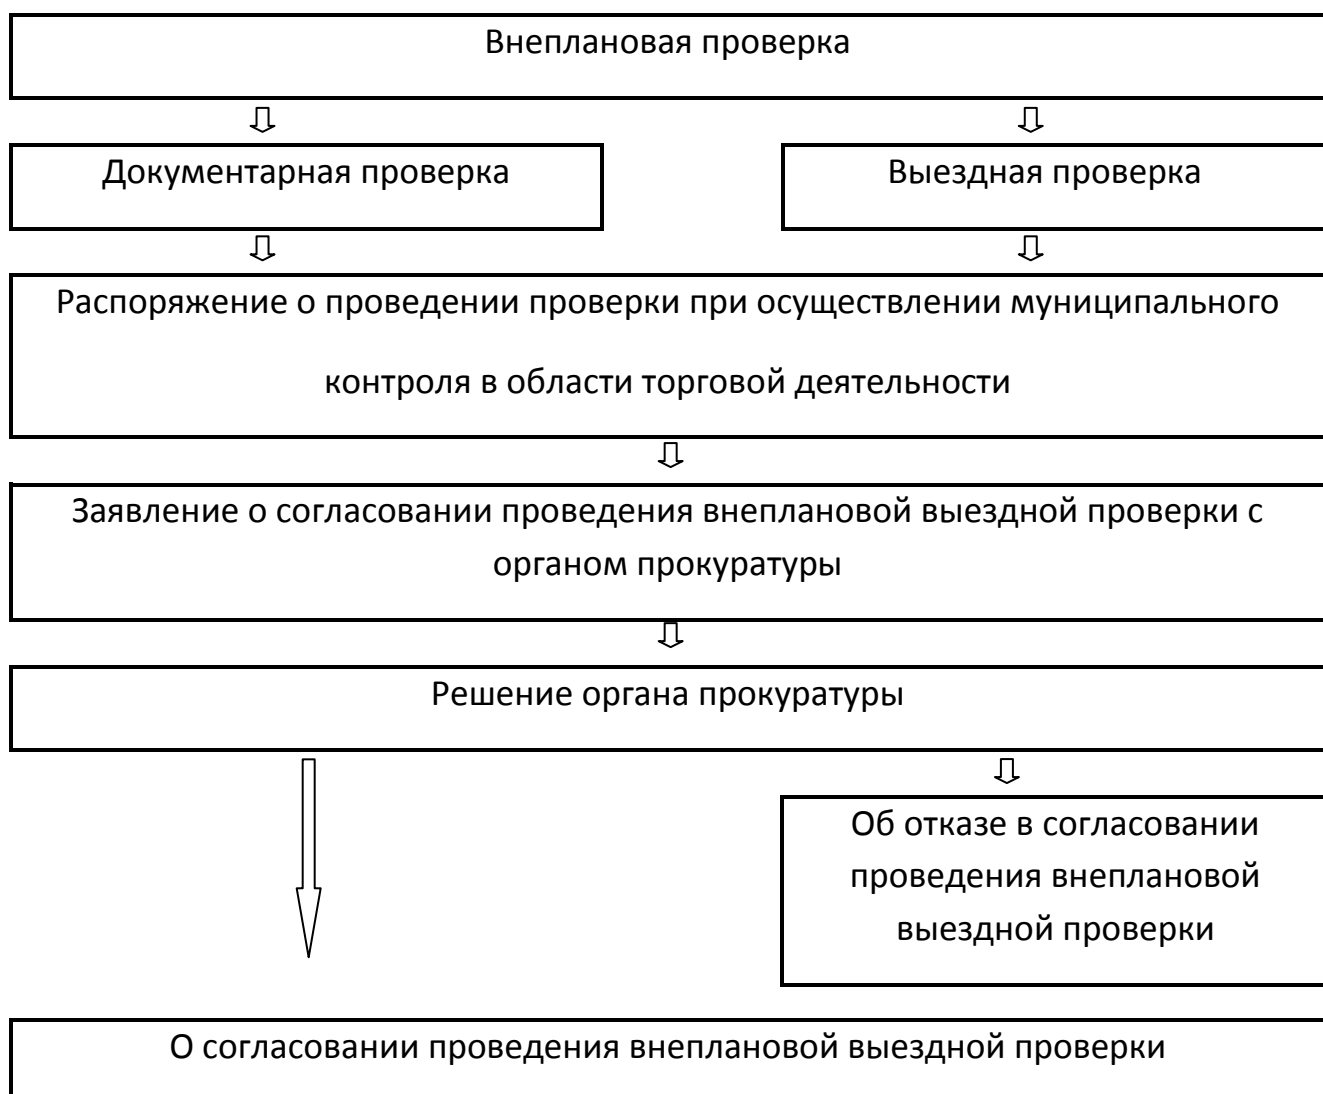 Внеплановая проверка
Документарная проверка
Выездная проверка
Распоряжение о проведении проверки при осуществлении муниципального
контроля в области торговой деятельности
Заявление о согласовании проведения внеплановой выездной проверки с
органом прокуратуры
Решение органа прокуратуры
Об отказе в согласовании
проведения внеплановой
выездной проверки
О согласовании проведения внеплановой выездной проверки